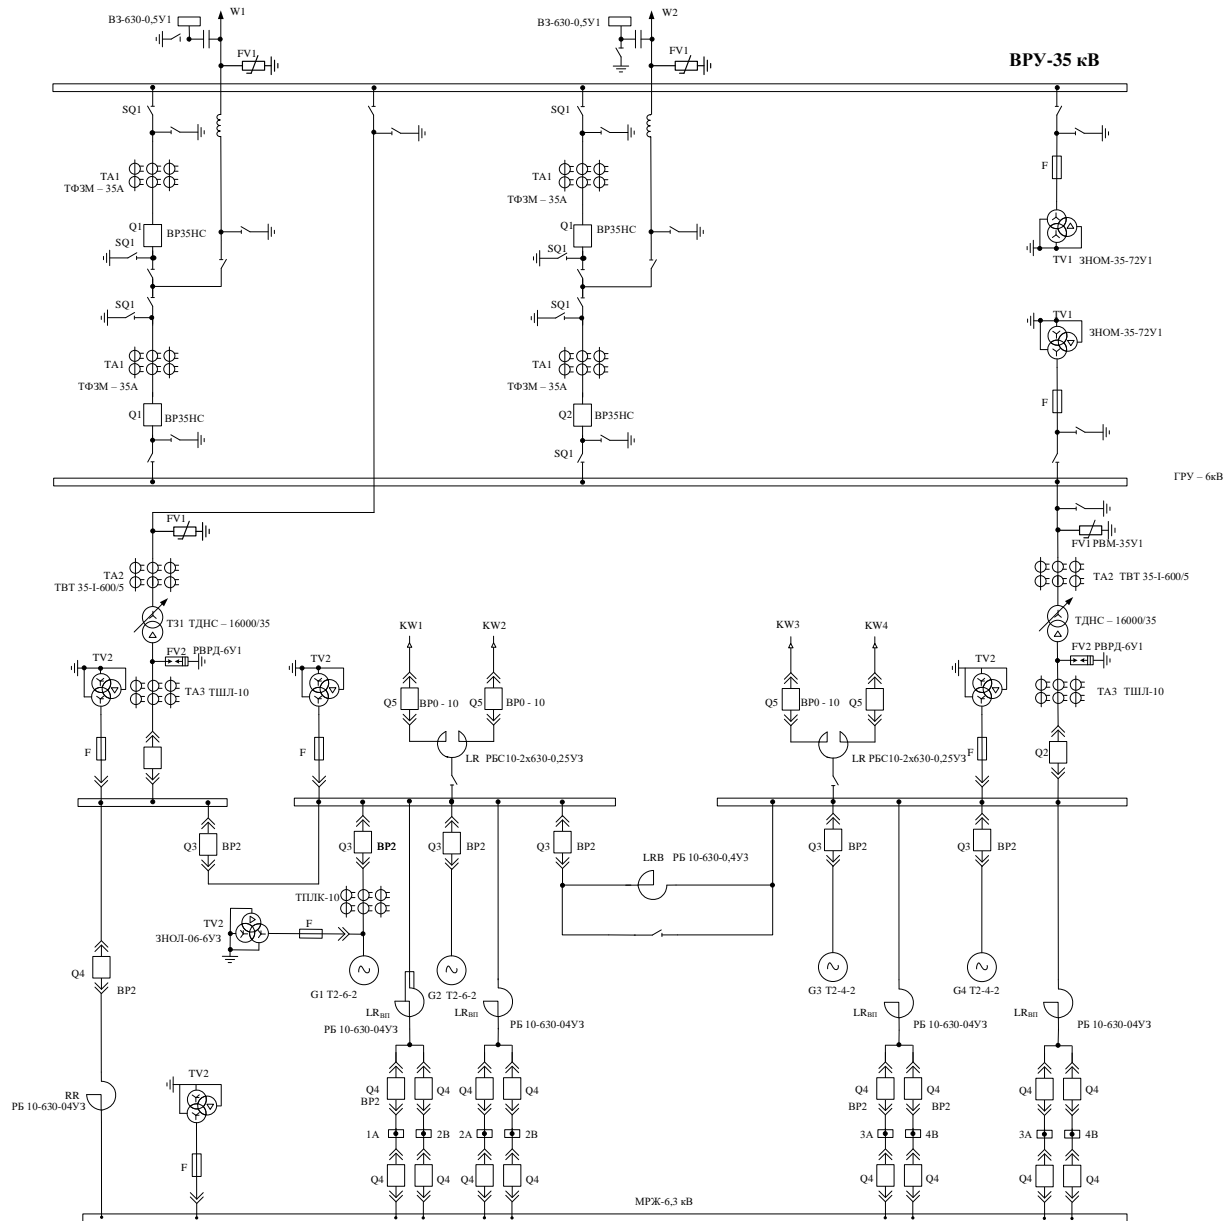 W1
W2
ВЗ-630-0,5У1
ВЗ-630-0,5У1
FV1
FV1
ВРУ-35 кВ
SQ1
SQ1
TA1
ТФЗМ – 35А
TA1
ТФЗМ – 35А
F
Q1
ВР35НС
Q1
ВР35НС
SQ1
SQ1
TV1 ЗНОМ-35-72У1
SQ1
SQ1
TV1
ЗНОМ-35-72У1
TA1
ТФЗМ – 35А
TA1
ТФЗМ – 35А
F
Q1
ВР35НС
Q2
ВР35НС
SQ1
ГРУ – 6кВ
FV1
FV1 РВМ-35У1
TA2
ТВТ 35-I-600/5
TA2 ТВТ 35-I-600/5
ТЗ1 ТДНС – 16000/35
ТДНС – 16000/35
KW1
KW2
KW3
KW4
FV2 РВРД-6У1
FV2 РВРД-6У1
TV2
TV2
TV2
TA3 ТШЛ-10
TA3 ТШЛ-10
Q5
ВР0 - 10
Q5
ВР0 - 10
Q5
ВР0 - 10
Q5
F
F
F
Q2
LR РБС10-2х630-0,25УЗ
LR РБС10-2х630-0,25УЗ
Q3
ВР2
Q3
ВР2
Q3
ВР2
Q3
ВР2
Q3
ВР2
Q3
ВР2
LRB РБ 10-630-0,4УЗ
ТПЛК-10
TV2
ЗНОЛ-06-6УЗ
F
Q4
ВР2
G1 Т2-6-2
G2 Т2-6-2
G3 Т2-4-2
G4 Т2-4-2
LRВП
РБ 10-630-04УЗ
LRВП
РБ 10-630-04УЗ
LRВП
РБ 10-630-04УЗ
LRВП
РБ 10-630-04УЗ
TV2
RR
РБ 10-630-04УЗ
Q4
ВР2
Q4
Q4
Q4
Q4
ВР2
Q4
ВР2
Q4
Q4
1А
2В
2А
2В
3А
4В
3А
4В
F
Q4
Q4
Q4
Q4
Q4
Q4
Q4
Q4
МРЖ-6,3 кВ